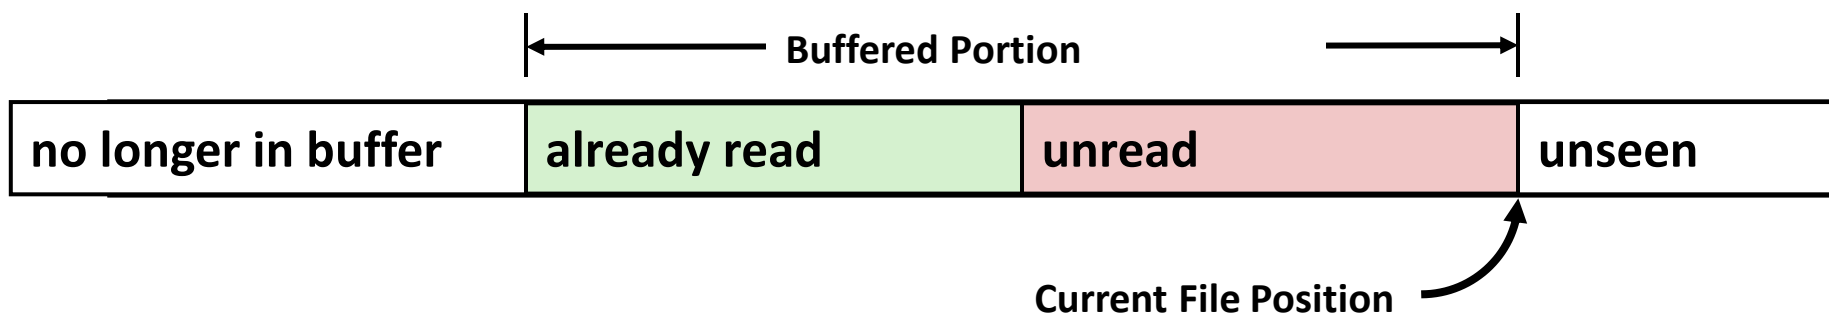 Buffered Portion
no longer in buffer
already read
unread
unseen
Current File Position